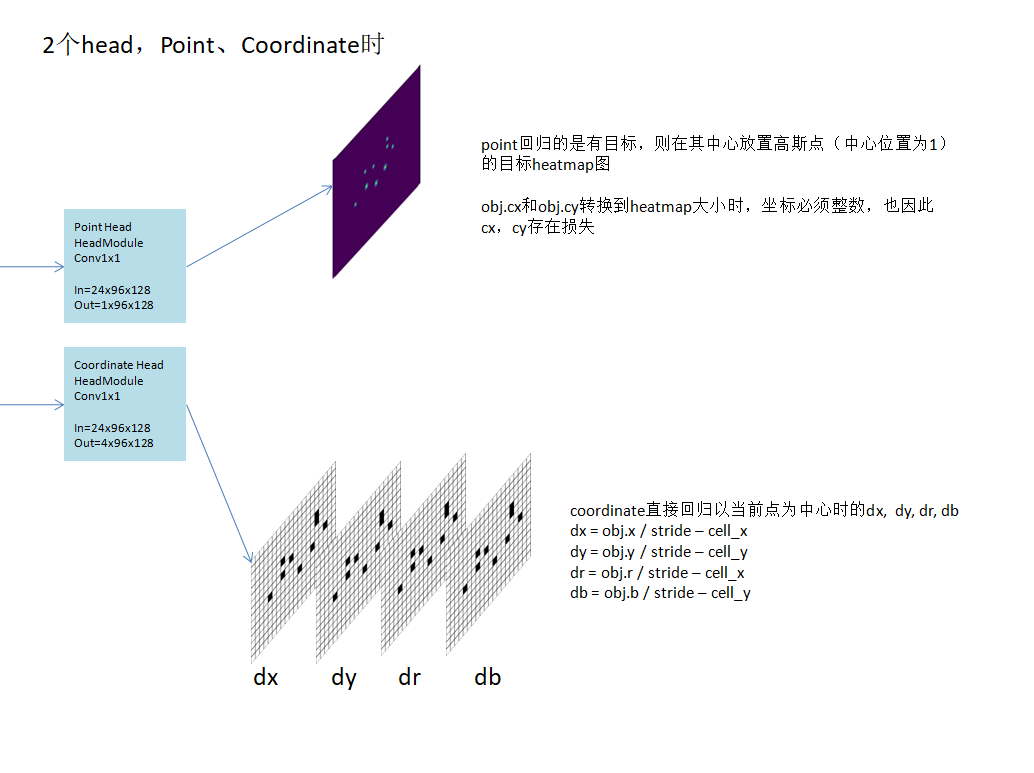 2个head，Point、Coordinate时
point回归的是有目标，则在其中心放置高斯点（中心位置为1）
的目标heatmap图
obj.cx和obj.cy转换到heatmap大小时，坐标必须整数，也因此
cx，cy存在损失
Point Head
HeadModule
Conv1x1
In=24x96x128
Out=1x96x128
Coordinate Head
HeadModule
Conv1x1
In=24x96x128
Out=4x96x128
coordinate直接回归以当前点为中心时的dx, dy, dr, db
dx = obj.x / stride – cell_x
dy = obj.y / stride – cell_y
dr = obj.r / stride – cell_x
db = obj.b / stride – cell_y
dx dy dr db